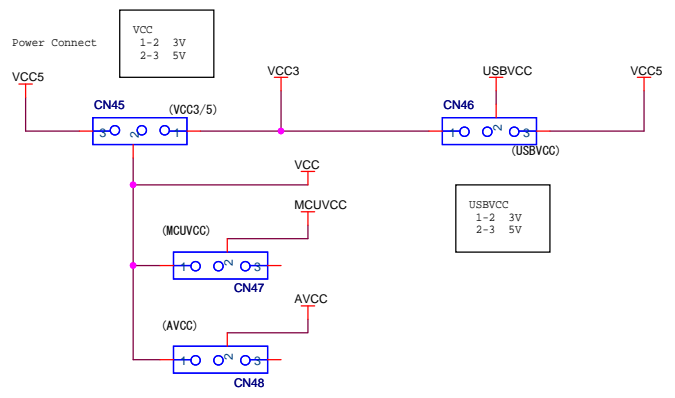 VCC
1-2 3V
2-3 5V
Power Connect
VCC5
VCC3
USBVCC
VCC5
CN45
(VCC3/5)
CN46
3 2 1
1 2 3
(USBVCC)
VCC
MCUVCC
USBVCC
1-2 3V
2-3 5V
(MCUVCC)
1 2 3
CN47
AVCC
(AVCC)
1 2 3
CN48